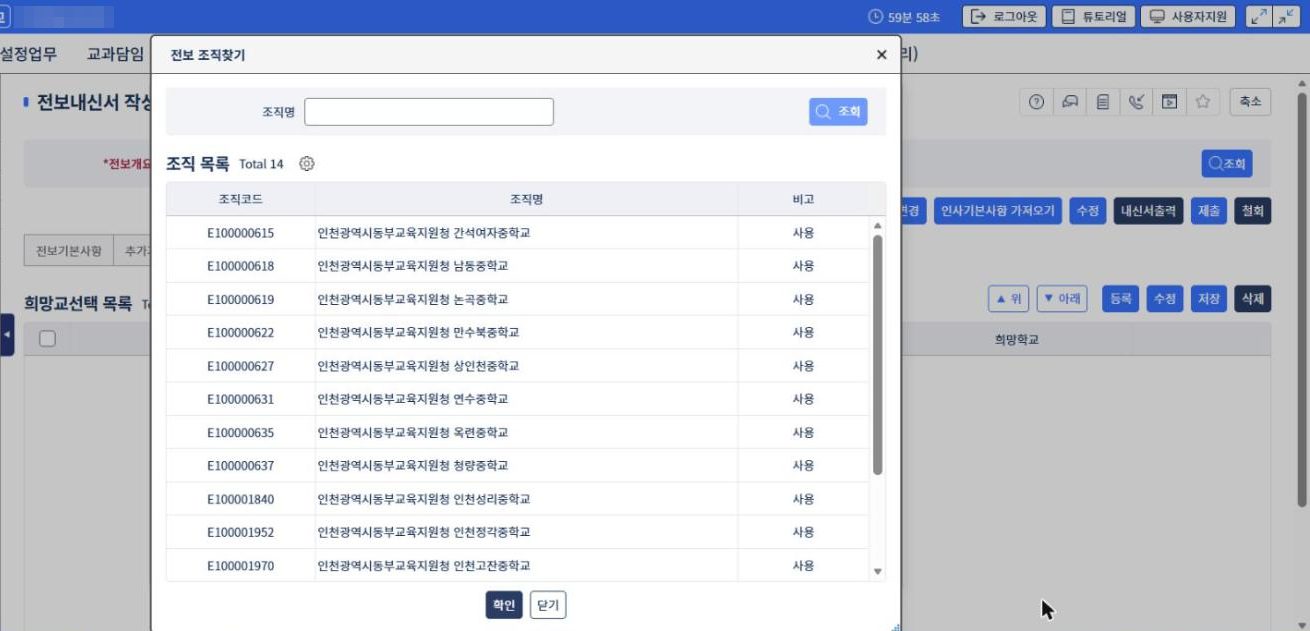 59분 58초 로그아웃 튜토리얼 사용자지원
설정업무 교과담임 리)
전보 조직찾기
전보내신서 작성 축소
조직명 조회
*전보개요 조회
조직 목록 Total 14
변경 인사기본사항 가져오기 수정 내신서출력 제출 철회
전보기본사항 추가
희망교선택 목록 To ▲ 위 ▼ 아래 등록 수정 저장 삭제
희망학교
조직코드 조직명 비고
E100000615 인천광역시동부교육지원청 간석여자중학교 사용
E100000618 인천광역시동부교육지원청 남동중학교 사용
E100000619 인천광역시동부교육지원청 논곡중학교 사용
E100000622 인천광역시동부교육지원청 만수북중학교 사용
E100000627 인천광역시동부교육지원청 상인천중학교 사용
E100000631 인천광역시동부교육지원청 연수중학교 사용
E100000635 인천광역시동부교육지원청 옥련중학교 사용
E100000637 인천광역시동부교육지원청 청량중학교 사용
E100001840 인천광역시동부교육지원청 인천성리중학교 사용
E100001952 인천광역시동부교육지원청 인천정각중학교 사용
E100001970 인천광역시동부교육지원청 인천고잔중학교 사용
확인 닫기